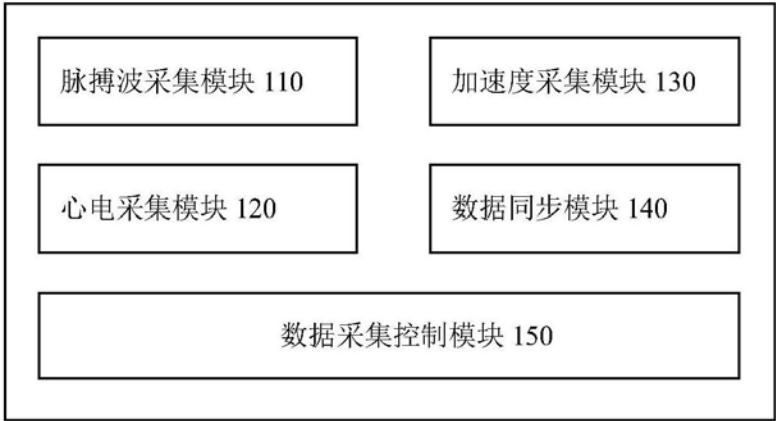 脉搏波采集模块 110
加速度采集模块 130
心电采集模块 120
数据同步模块 140
数据采集控制模块 150